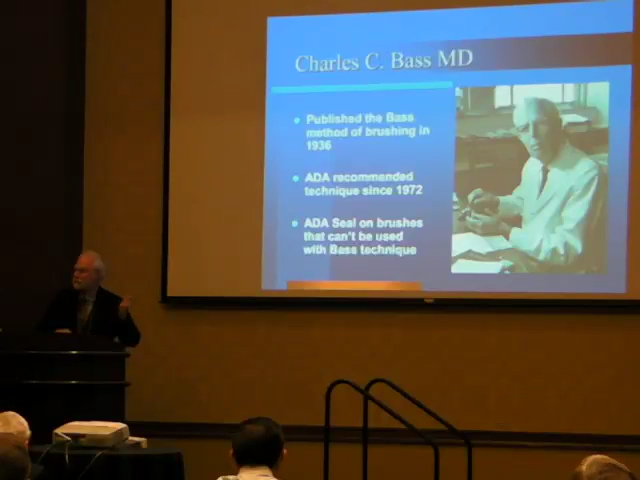 Charles C. Bass MD
Published the Bass
method of brushing in
1936
ADA recommended
technique since 1972
ADA Seal on brushes
that can't be used
with Bass technique